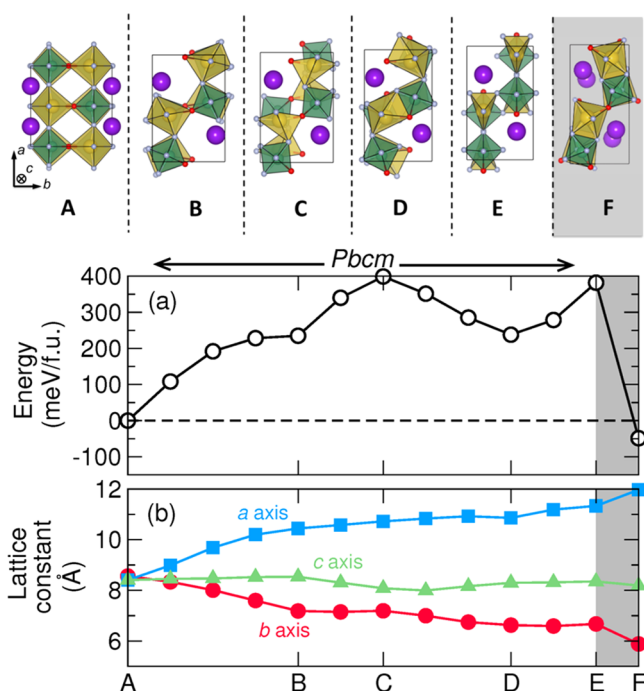 a
c
b
A B C D E F
Pbcm
(a)
Energy
(meV/f.u.)
400
300
200
100
0
-100
(b)
Lattice
constant
(Å)
12
10
8
6
a axis
c axis
b axis
A B C D E F